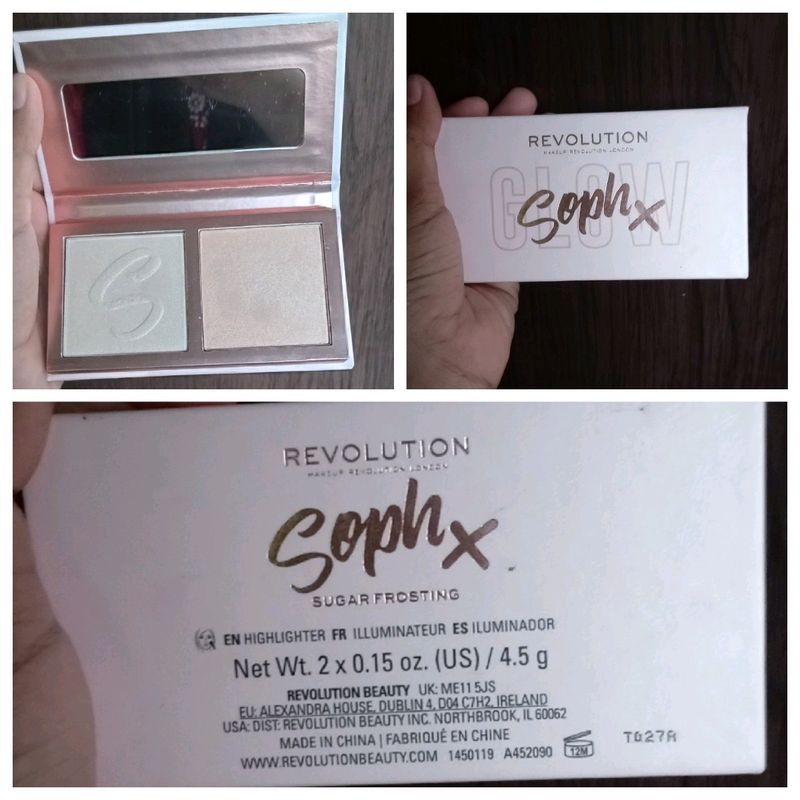 S
REVOLUTION
MAKEUP REVOLUTION LONDON
GLOW
Soph x
REVOLUTION
MAKEUP REVOLUTION LONDON
Soph x
SUGAR FROSTING
EN HIGHLIGHTER FR ILLUMINATEUR ES ILUMINADOR
Net Wt. 2 x 0.15 oz. (US) / 4.5 g
REVOLUTION BEAUTY UK: ME11 5JS
EU: ALEXANDRA HOUSE, DUBLIN 4, D04 C7H2, IRELAND
USA: DIST: REVOLUTION BEAUTY INC. NORTHBROOK, IL 60062
MADE IN CHINA | FABRIQUÉ EN CHINE
WWW.REVOLUTIONBEAUTY.COM 1450119 A452090 12M
TQ27A